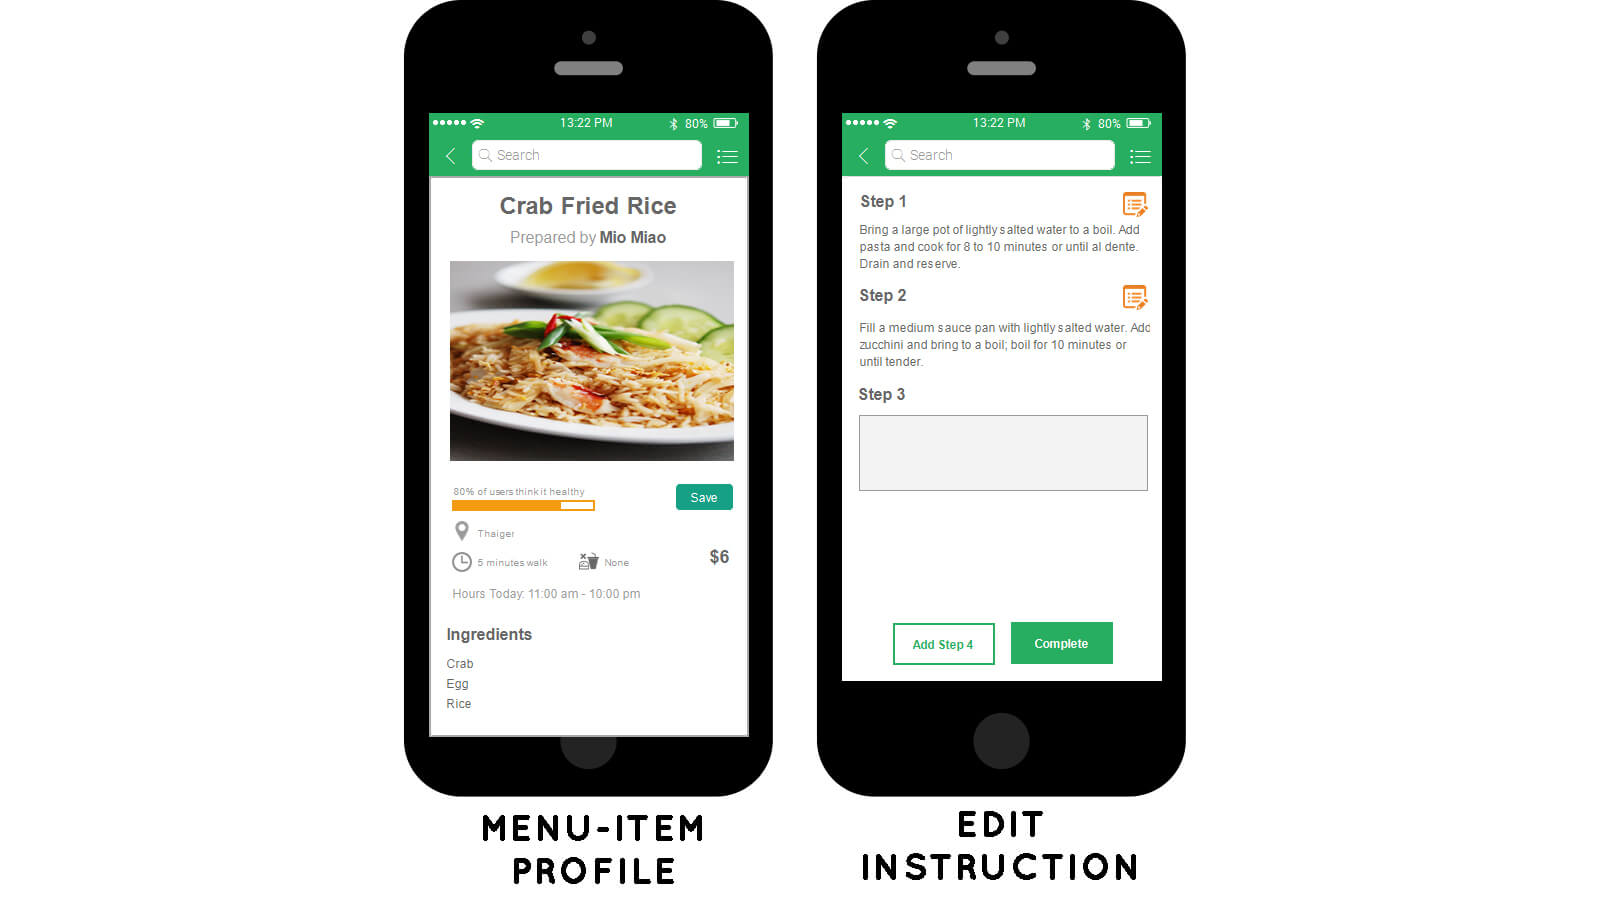 13:22 PM
80%
Search
Crab Fried Rice
Prepared by Mio Miao
80% of users think it healthy
Save
Thaiger
5 minutes walk
None
$6
Hours Today: 11:00 am - 10:00 pm
Ingredients
Crab
Egg
Rice
MENU-ITEM
PROFILE
13:22 PM
80%
Search
Step 1
Bring a large pot of lightly salted water to a boil. Add
pasta and cook for 8 to 10 minutes or until al dente.
Drain and reserve.
Step 2
Fill a medium sauce pan with lightly salted water. Add
zucchini and bring to a boil; boil for 10 minutes or
until tender.
Step 3
Add Step 4
Complete
EDIT
INSTRUCTION